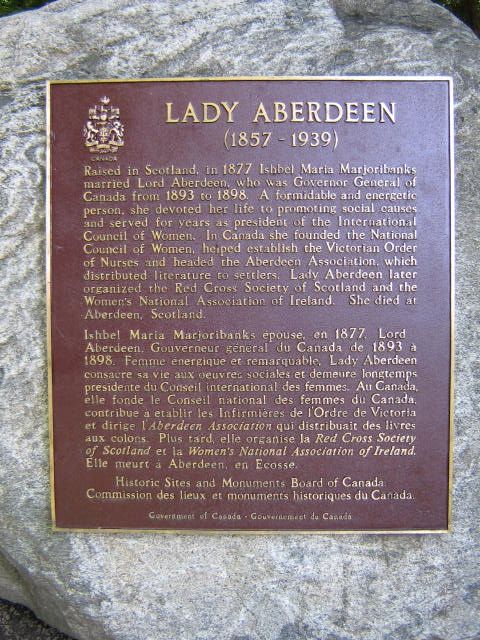 CANADA
LADY ABERDEEN
(1857 - 1939)
Raised in Scotland, in 1877 Ishbel Maria Marjoribanks
married Lord Aberdeen, who was Governor General of
Canada from 1893 to 1898. A formidable and energetic
person, she devoted her life to promoting social causes
and served for years as president of the International
Council of Women. In Canada she founded the National
Council of Women, helped establish the Victorian Order
of Nurses and headed the Aberdeen Association, which
distributed literature to settlers. Lady Aberdeen later
organized the Red Cross Society of Scotland and the
Women's National Association of Ireland. She died at
Aberdeen, Scotland.
Ishbel Maria Marjoribanks épouse, en 1877, Lord
Aberdeen, Gouverneur général du Canada de 1893 à
1898. Femme énergique et remarquable, Lady Aberdeen
consacre sa vie aux oeuvres sociales et demeure longtemps
présidente du Conseil international des femmes. Au Canada,
elle fonde le Conseil national des femmes du Canada,
contribue à établir les Infirmières de l'Ordre de Victoria
et dirige l'Aberdeen Association qui distribuait des livres
aux colons. Plus tard, elle organise la Red Cross Society
of Scotland et la Women's National Association of Ireland.
Elle meurt à Aberdeen, en Écosse.
Historic Sites and Monuments Board of Canada.
Commission des lieux et monuments historiques du Canada.
Government of Canada - Gouvernement du Canada